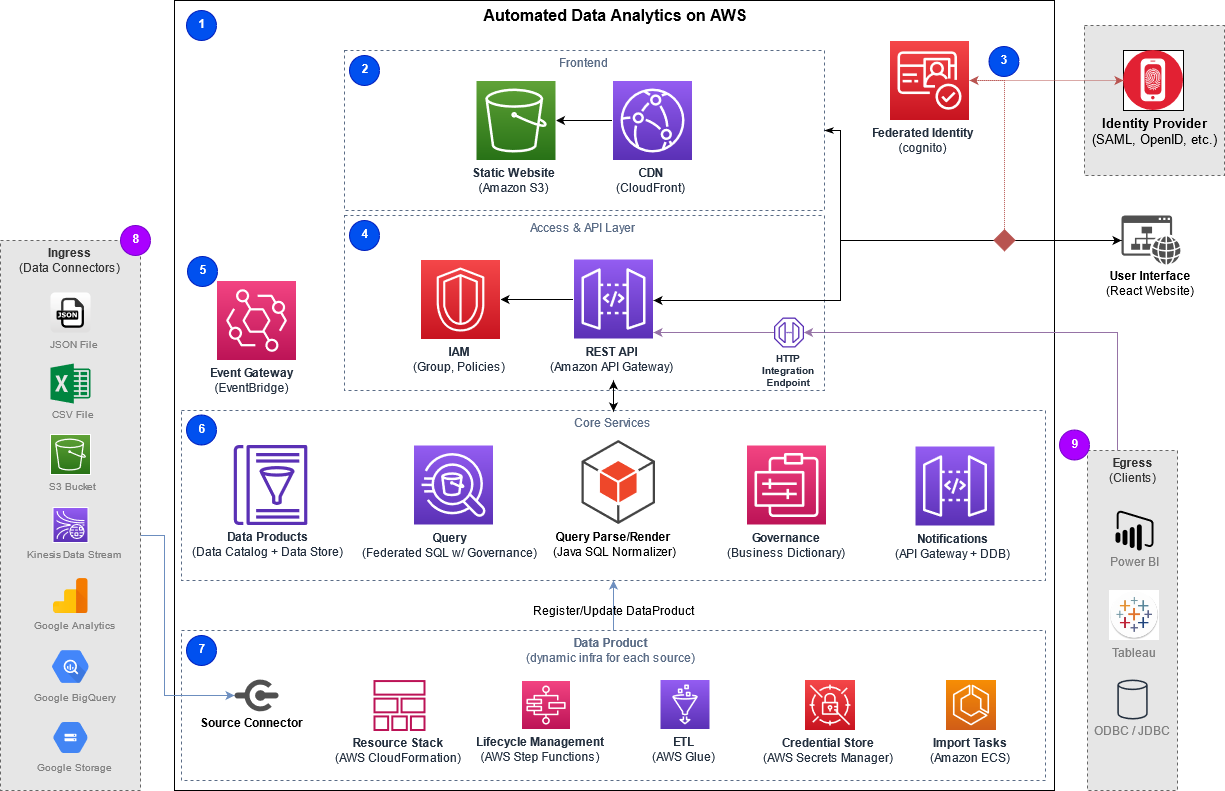 Automated Data Analytics on AWS
1
2
Frontend
Static Website
(Amazon S3)
CDN
(CloudFront)
Federated Identity
(cognito)
3
Identity Provider
(SAML, OpenID, etc.)
4
Access & API Layer
IAM
(Group, Policies)
REST API
(Amazon API Gateway)
HTTP
Integration
Endpoint
User Interface
(React Website)
5
Event Gateway
(EventBridge)
8
Ingress
(Data Connectors)
JSON
JSON File
X
CSV File
S3 Bucket
Kinesis Data Stream
Google Analytics
Google BigQuery
Google Storage
6
Core Services
Data Products
(Data Catalog + Data Store)
Query
(Federated SQL w/ Governance)
Query Parse/Render
(Java SQL Normalizer)
Governance
(Business Dictionary)
Notifications
(API Gateway + DDB)
Register/Update DataProduct
7
Data Product
(dynamic infra for each source)
Source Connector
Resource Stack
(AWS CloudFormation)
Lifecycle Management
(AWS Step Functions)
ETL
(AWS Glue)
Credential Store
(AWS Secrets Manager)
Import Tasks
(Amazon ECS)
9
Egress
(Clients)
Power BI
Tableau
ODBC / JDBC